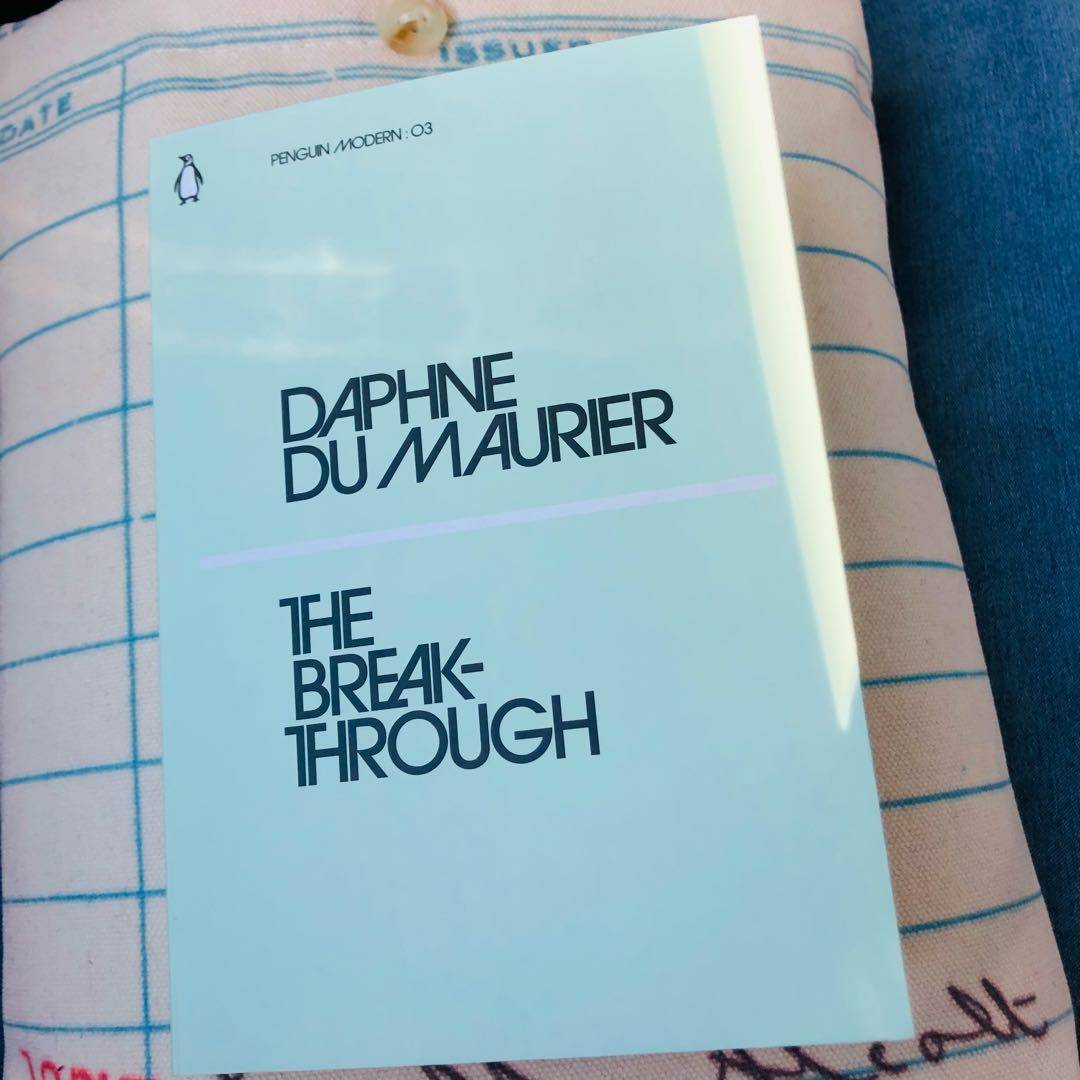 ISSUED
DATE
PENGUIN MODERN : 03
DAPHNE
DU MAURIER
THE
BREAK-
THROUGH